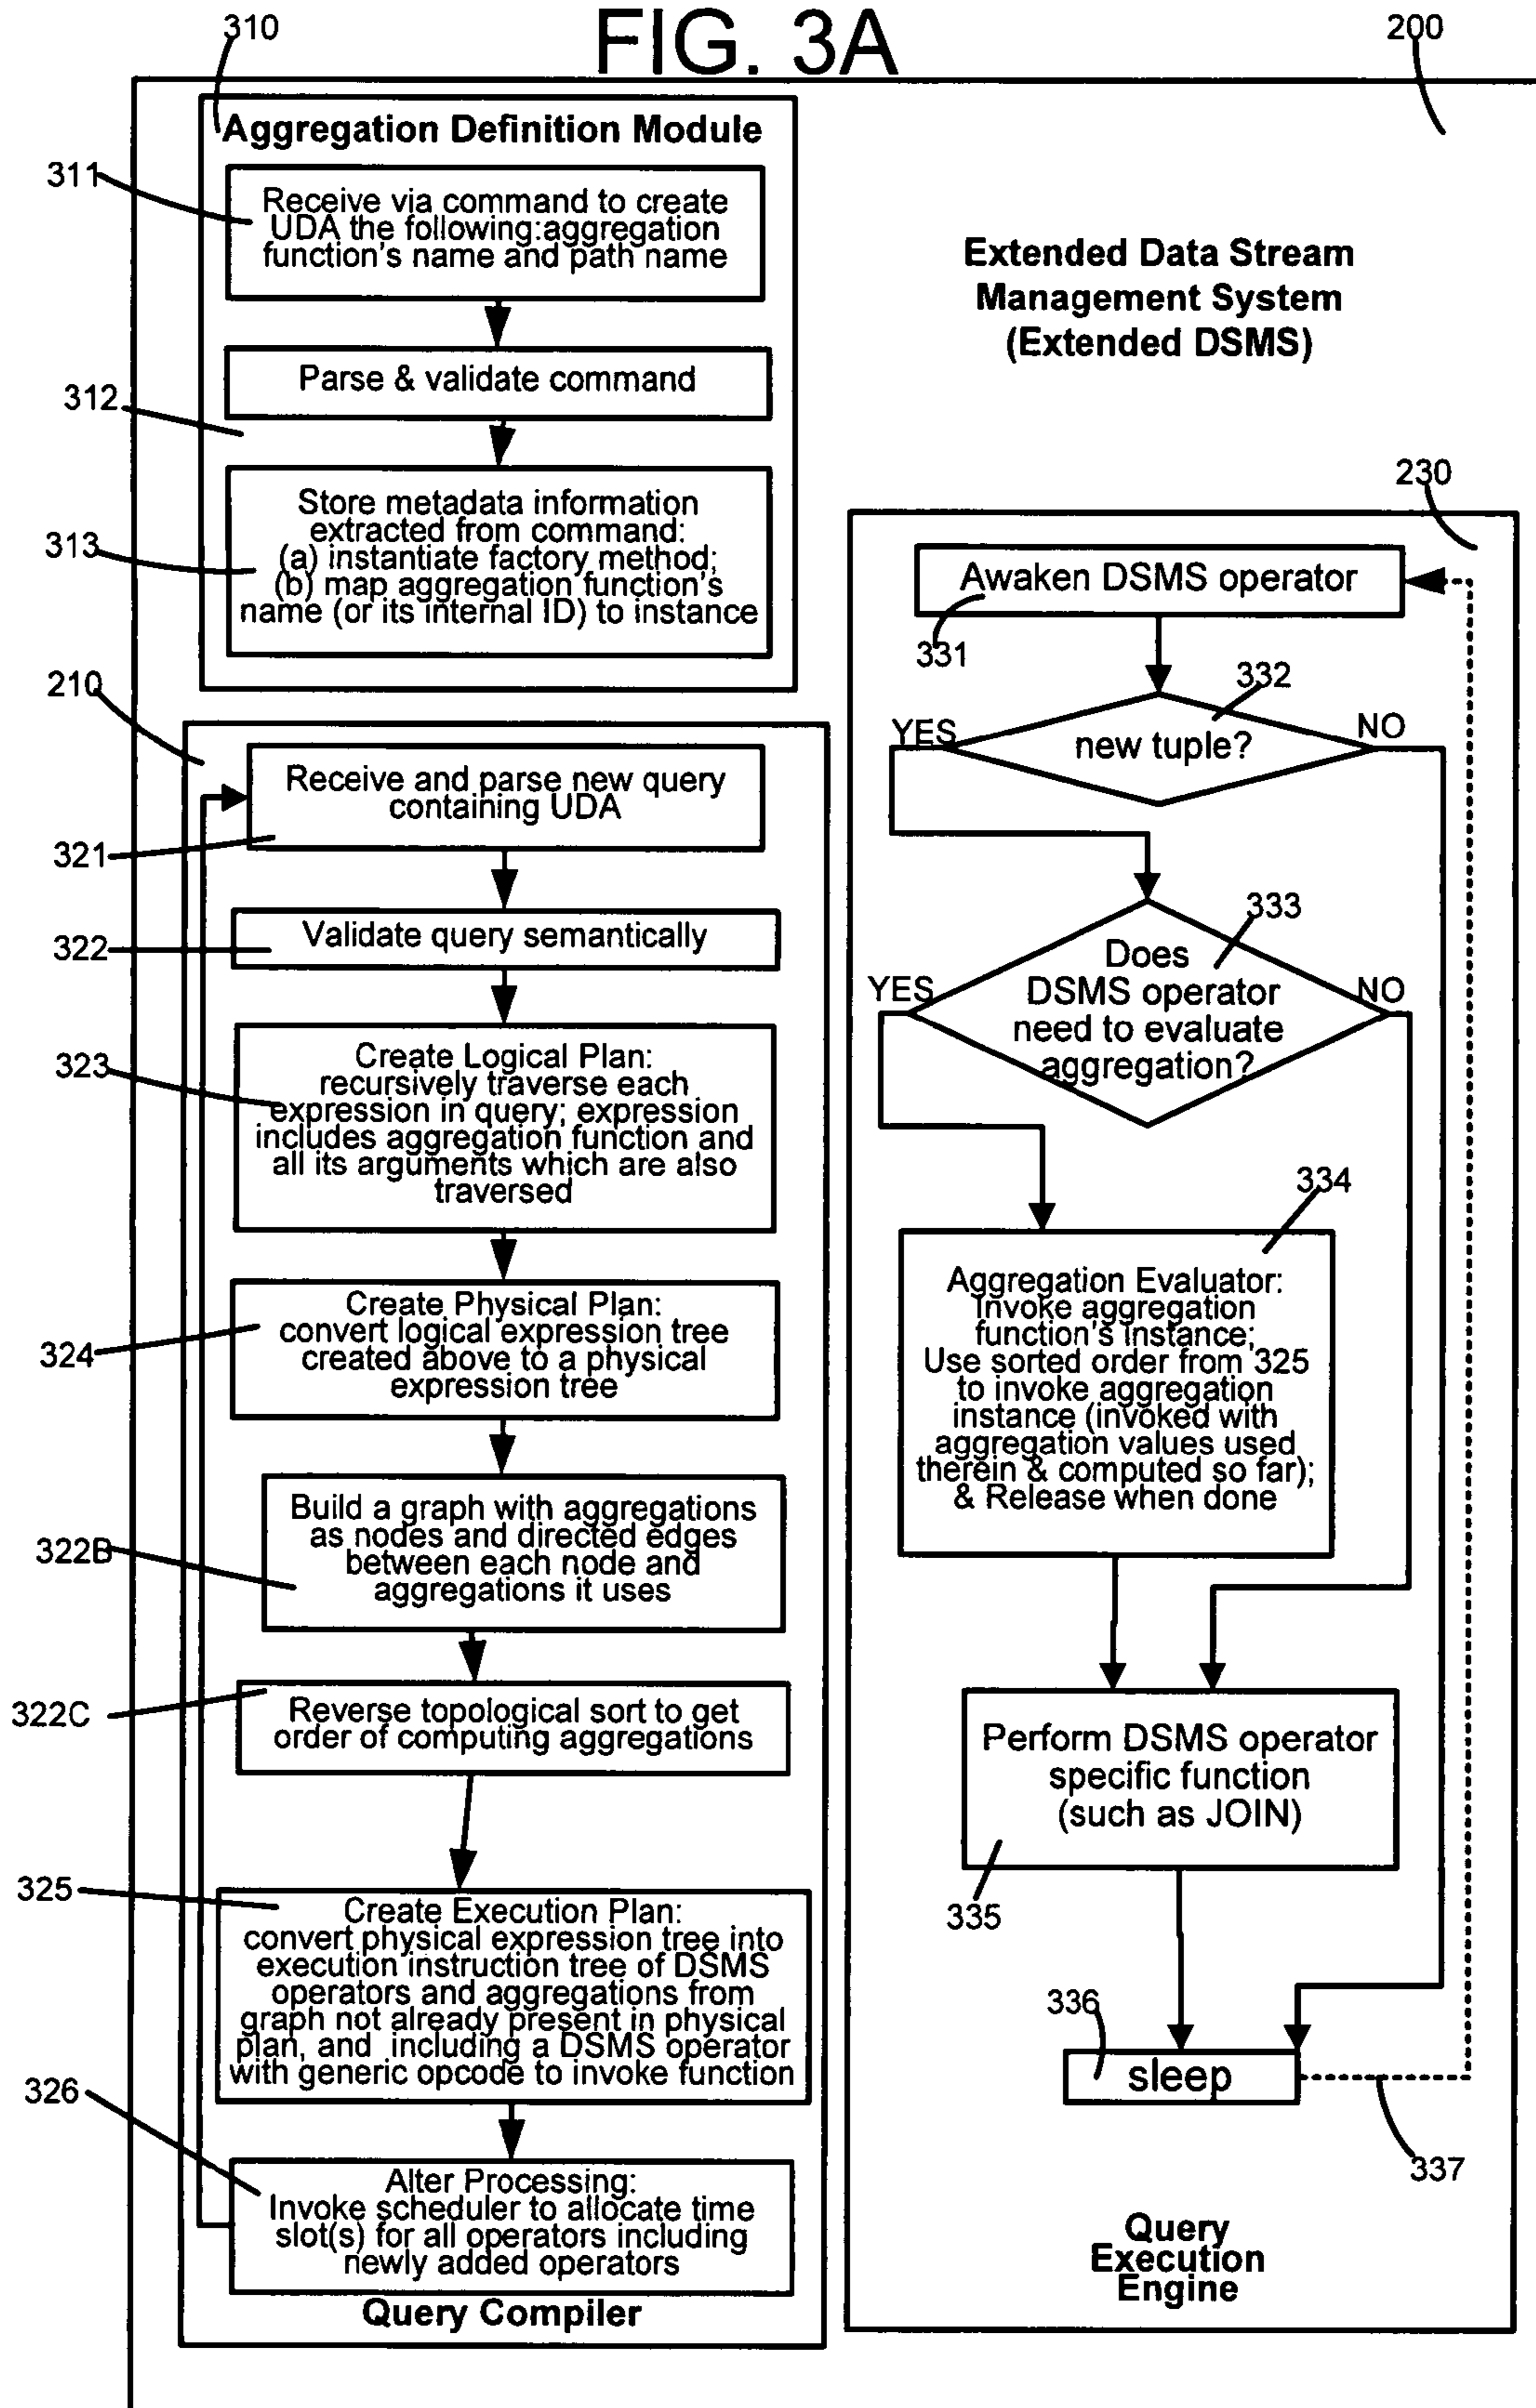 FIG. 3A
310
200
Aggregation Definition Module
311
Receive via command to create
UDA the following:aggregation
function's name and path name
Parse & validate command
312
Store metadata information
extracted from command:
(a) instantiate factory method;
(b) map aggregation function's
name (or its internal ID) to instance
313
Extended Data Stream
Management System
(Extended DSMS)
210
Receive and parse new query
containing UDA
321
Validate query semantically
322
Create Logical Plan:
recursively traverse each
expression in query; expression
includes aggregation function and
all its arguments which are also
traversed
323
Create Physical Plan:
convert logical expression tree
created above to a physical
expression tree
324
Build a graph with aggregations
as nodes and directed edges
between each node and
aggregations it uses
322B
Reverse topological sort to get
order of computing aggregations
322C
325
Create Execution Plan:
convert physical expression tree into
execution instruction tree of DSMS
operators and aggregations from
graph not already present in physical
plan, and including a DSMS operator
with generic opcode to invoke function
326
Alter Processing:
Invoke scheduler to allocate time
slot(s) for all operators including
newly added operators
Query Compiler
230
Awaken DSMS operator
331
332
YES
new tuple?
NO
333
YES
Does
DSMS operator
need to evaluate
aggregation?
NO
334
Aggregation Evaluator:
Invoke aggregation
function's instance;
Use sorted order from 325
to invoke aggregation
instance (invoked with
aggregation values used
therein & computed so far);
& Release when done
Perform DSMS operator
specific function
(such as JOIN)
335
336
sleep
337
Query
Execution
Engine